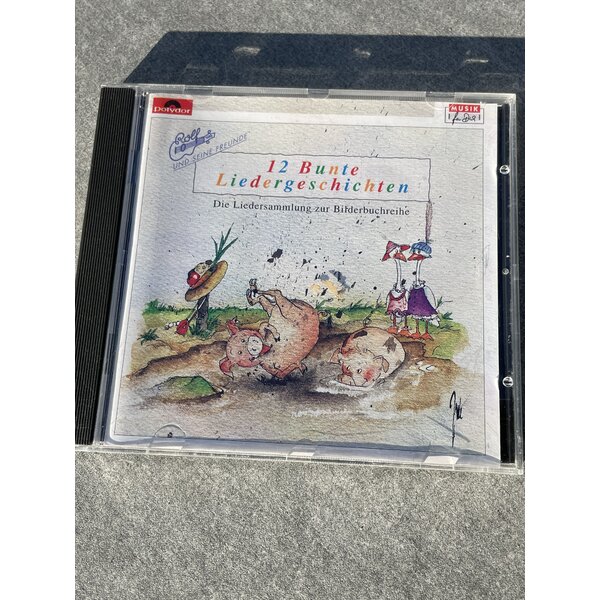 polydor
MUSIK
Rolf
UND SEINE FREUNDE
12 Bunte
Liedergeschichten
Die Liedersammlung zur Bilderbuchreihe